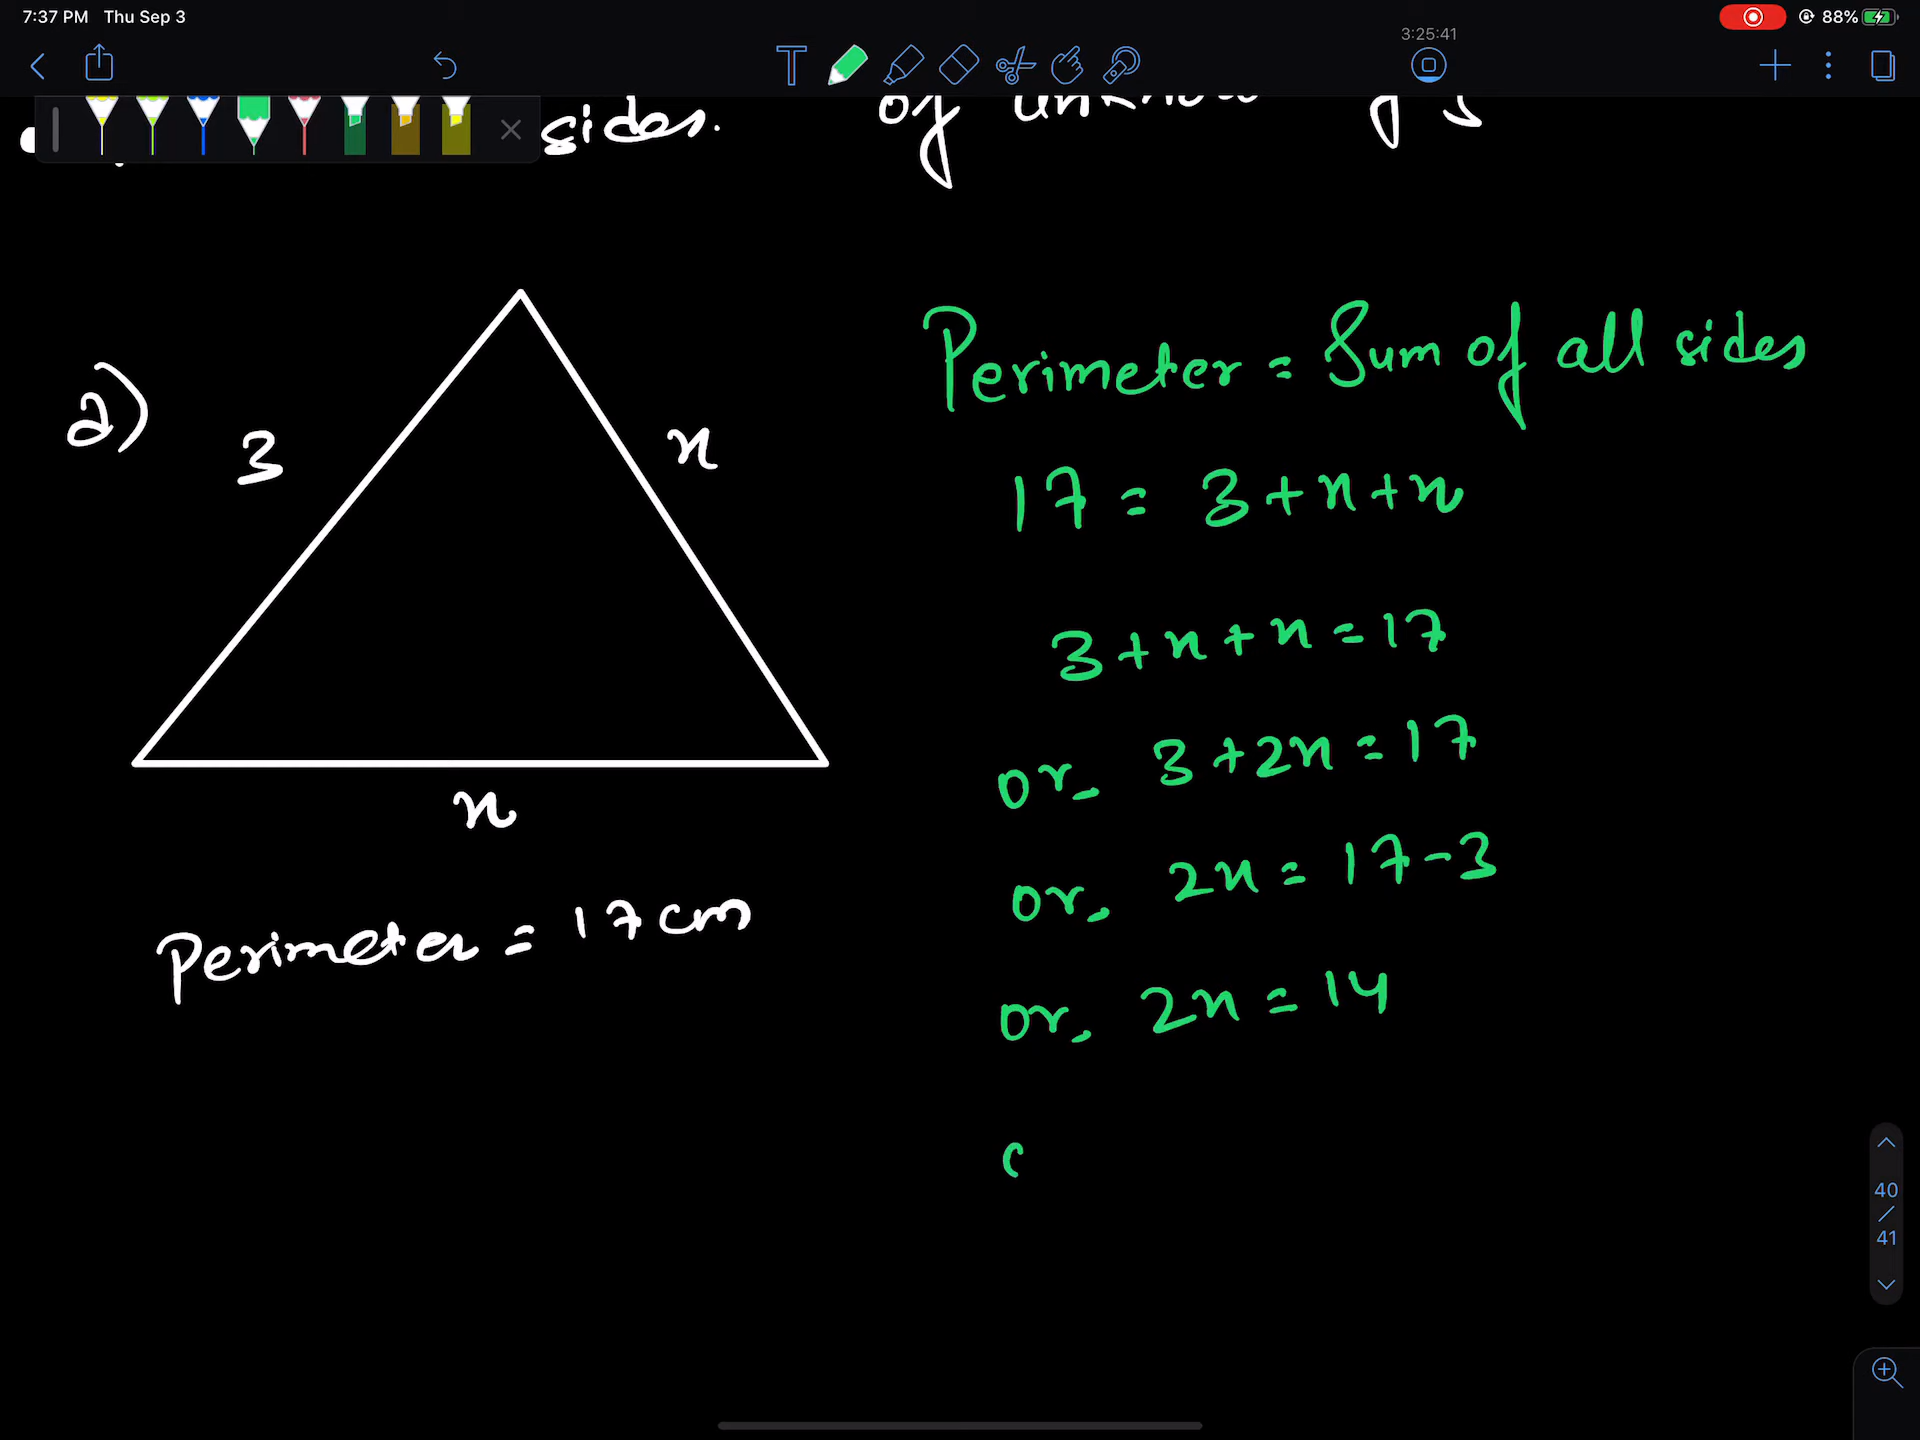 7:37 PM Thu Sep 3
88%
3:25:41
sides. of unknow
a)
3
x
x
Perimeter = 17 cm
Perimeter = Sum of all sides
17 = 3+x+x
3+x+x=17
or, 3+2x=17
or, 2x=17-3
or, 2x=14
40
/
41